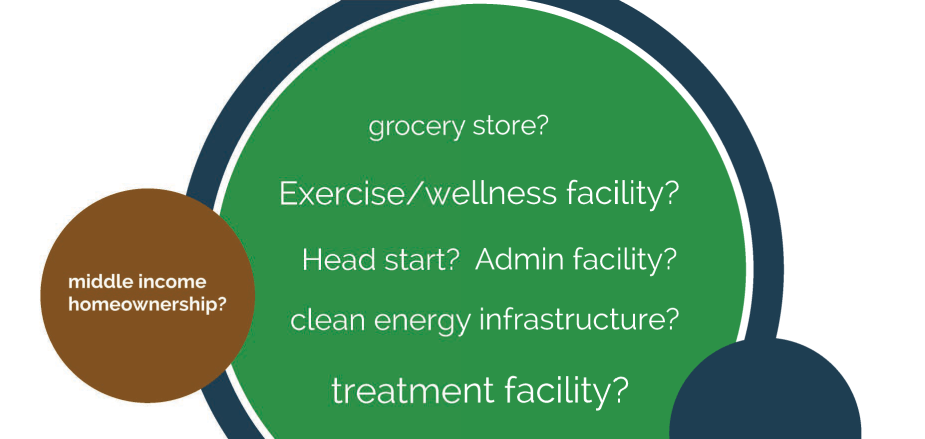 grocery store?
Exercise/wellness facility?
Head start? Admin facility?
middle income
homeownership?
clean energy infrastructure?
treatment facility?